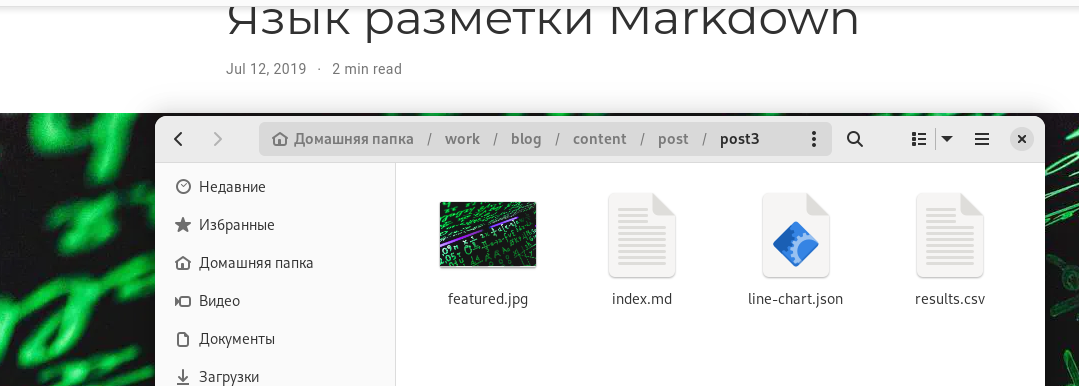 Язык разметки Markdown
Jul 12, 2019 · 2 min read
Домашняя папка / work / blog / content / post / post3
Недавние
Избранные
Домашняя папка
Видео
Документы
Загрузки
featured.jpg
index.md
line-chart.json
results.csv